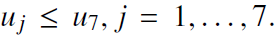 u_j ≤ u_7, j = 1, . . . , 7.